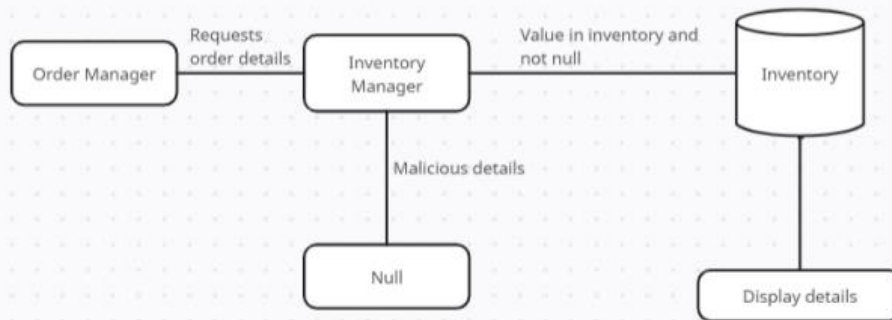 Requests
order details
Value in inventory and
not null
Order Manager
Inventory
Manager
Inventory
Malicious details
Null
Display details